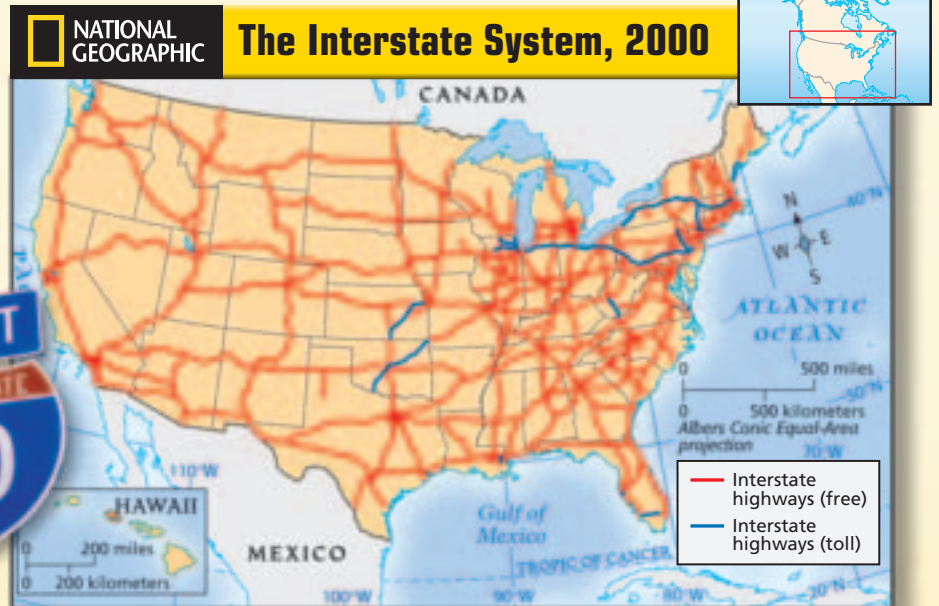 NATIONAL
GEOGRAPHIC
The Interstate System, 2000
CANADA
N
W E
S
40°N
ATLANTIC
OCEAN
0 500 miles
0 500 kilometers
Albers Conic Equal-Area
projection
30°N
70°W
Interstate
highways (free)
Interstate
highways (toll)
110°W
HAWAII
0 200 miles
0 200 kilometers
MEXICO
Gulf of
Mexico
TROPIC OF CANCER
100°W
90°W
80°W
20°N